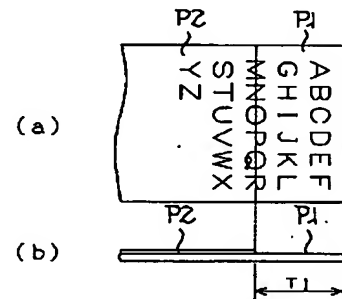 P2 P1
(a)
ABCDEF
GHIJKL
MNOPQR
STUVWX
YZ
P2 P1
(b)
T1